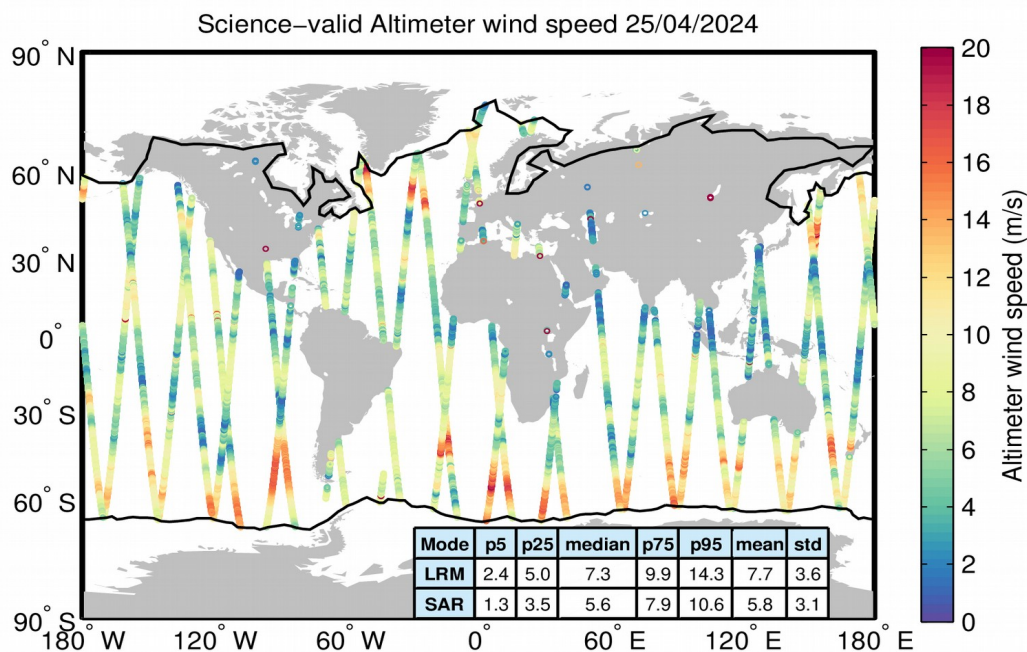 Science−valid Altimeter wind speed 25/04/2024
90° N
60° N
30° N
0°
30° S
60° S
90° S
180° W
120° W
60° W
0°
60° E
120° E
180° E
Mode p5 p25 median p75 p95 mean std
LRM 2.4 5.0 7.3 9.9 14.3 7.7 3.6
SAR 1.3 3.5 5.6 7.9 10.6 5.8 3.1
20
18
16
14
12
10
8
6
4
2
0
Altimeter wind speed (m/s)